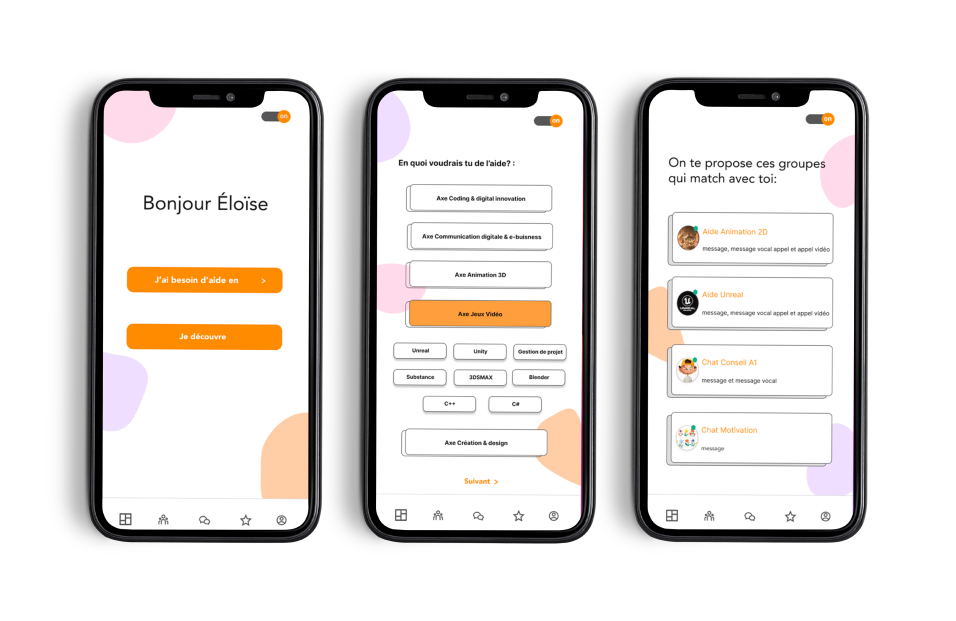 on
Bonjour Éloïse
J'ai besoin d'aide en >
Je découvre
on
En quoi voudrais tu de l'aide? :
Axe Coding & digital innovation
Axe Communication digitale & e-buisness
Axe Animation 3D
Axe Jeux Vidéo
Unreal
Unity
Gestion de projet
Substance
3DSMAX
Blender
C++
C#
Axe Création & design
Suivant >
on
On te propose ces groupes
qui match avec toi:
Aide Animation 2D
message, message vocal appel et appel vidéo
Aide Unreal
message, message vocal appel et appel vidéo
Chat Conseil A1
message et message vocal
Chat Motivation
message